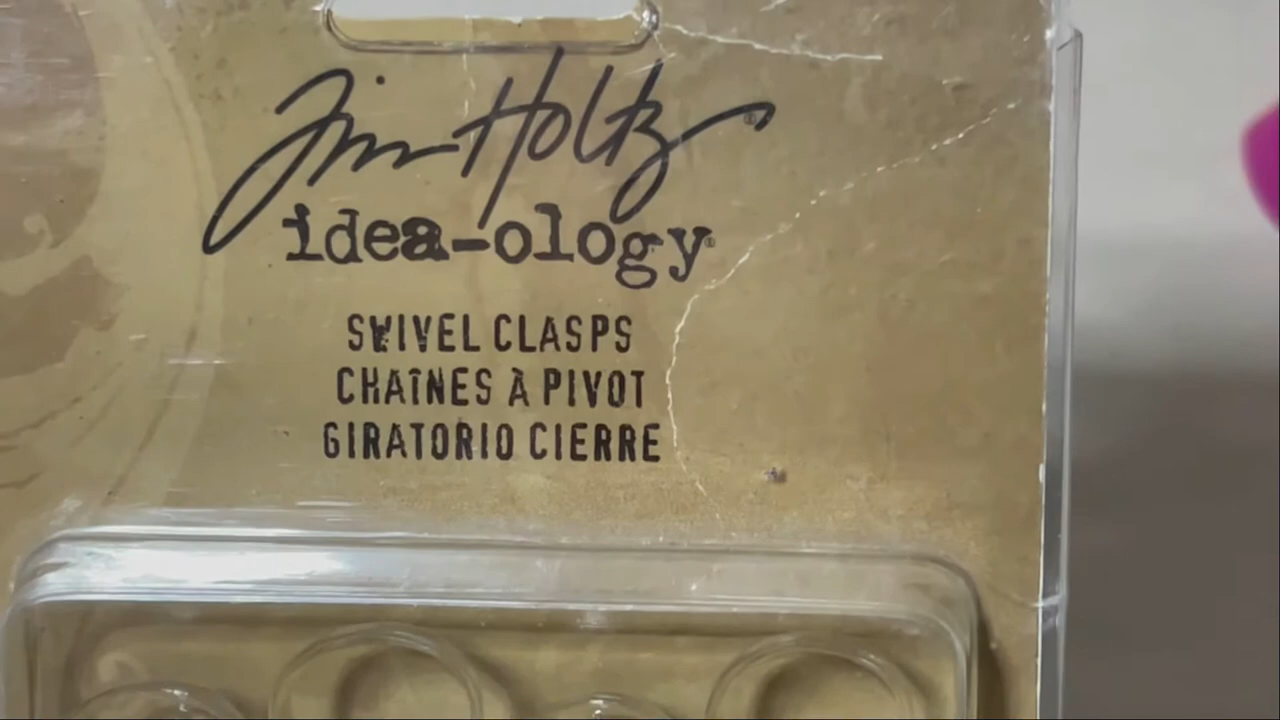 Tim Holtz®
idea-ology®
SWIVEL CLASPS
CHAÎNES À PIVOT
GIRATORIO CIERRE